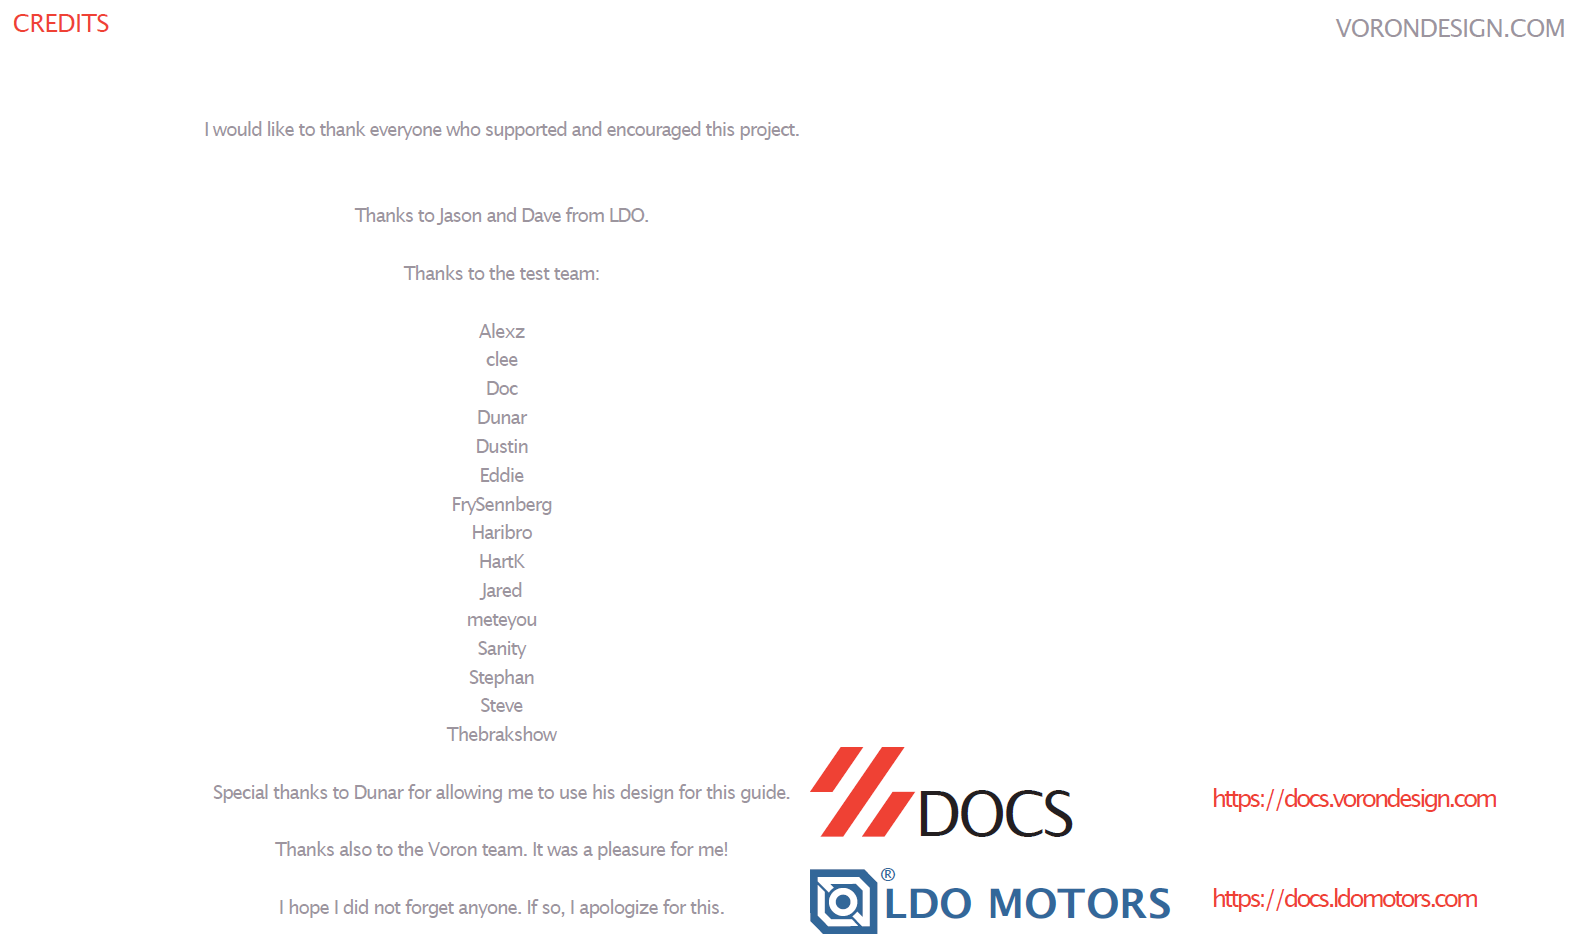 CREDITS
VORONDESIGN.COM
I would like to thank everyone who supported and encouraged this project.
Thanks to Jason and Dave from LDO.
Thanks to the test team:
Alexz
clee
Doc
Dunar
Dustin
Eddie
FrySennberg
Haribro
HartK
Jared
meteyou
Sanity
Stephan
Steve
Thebrakshow
Special thanks to Dunar for allowing me to use his design for this guide.
Thanks also to the Voron team. It was a pleasure for me!
I hope I did not forget anyone. If so, I apologize for this.
DOCS
https://docs.vorondesign.com
®LDO MOTORS
https://docs.ldomotors.com